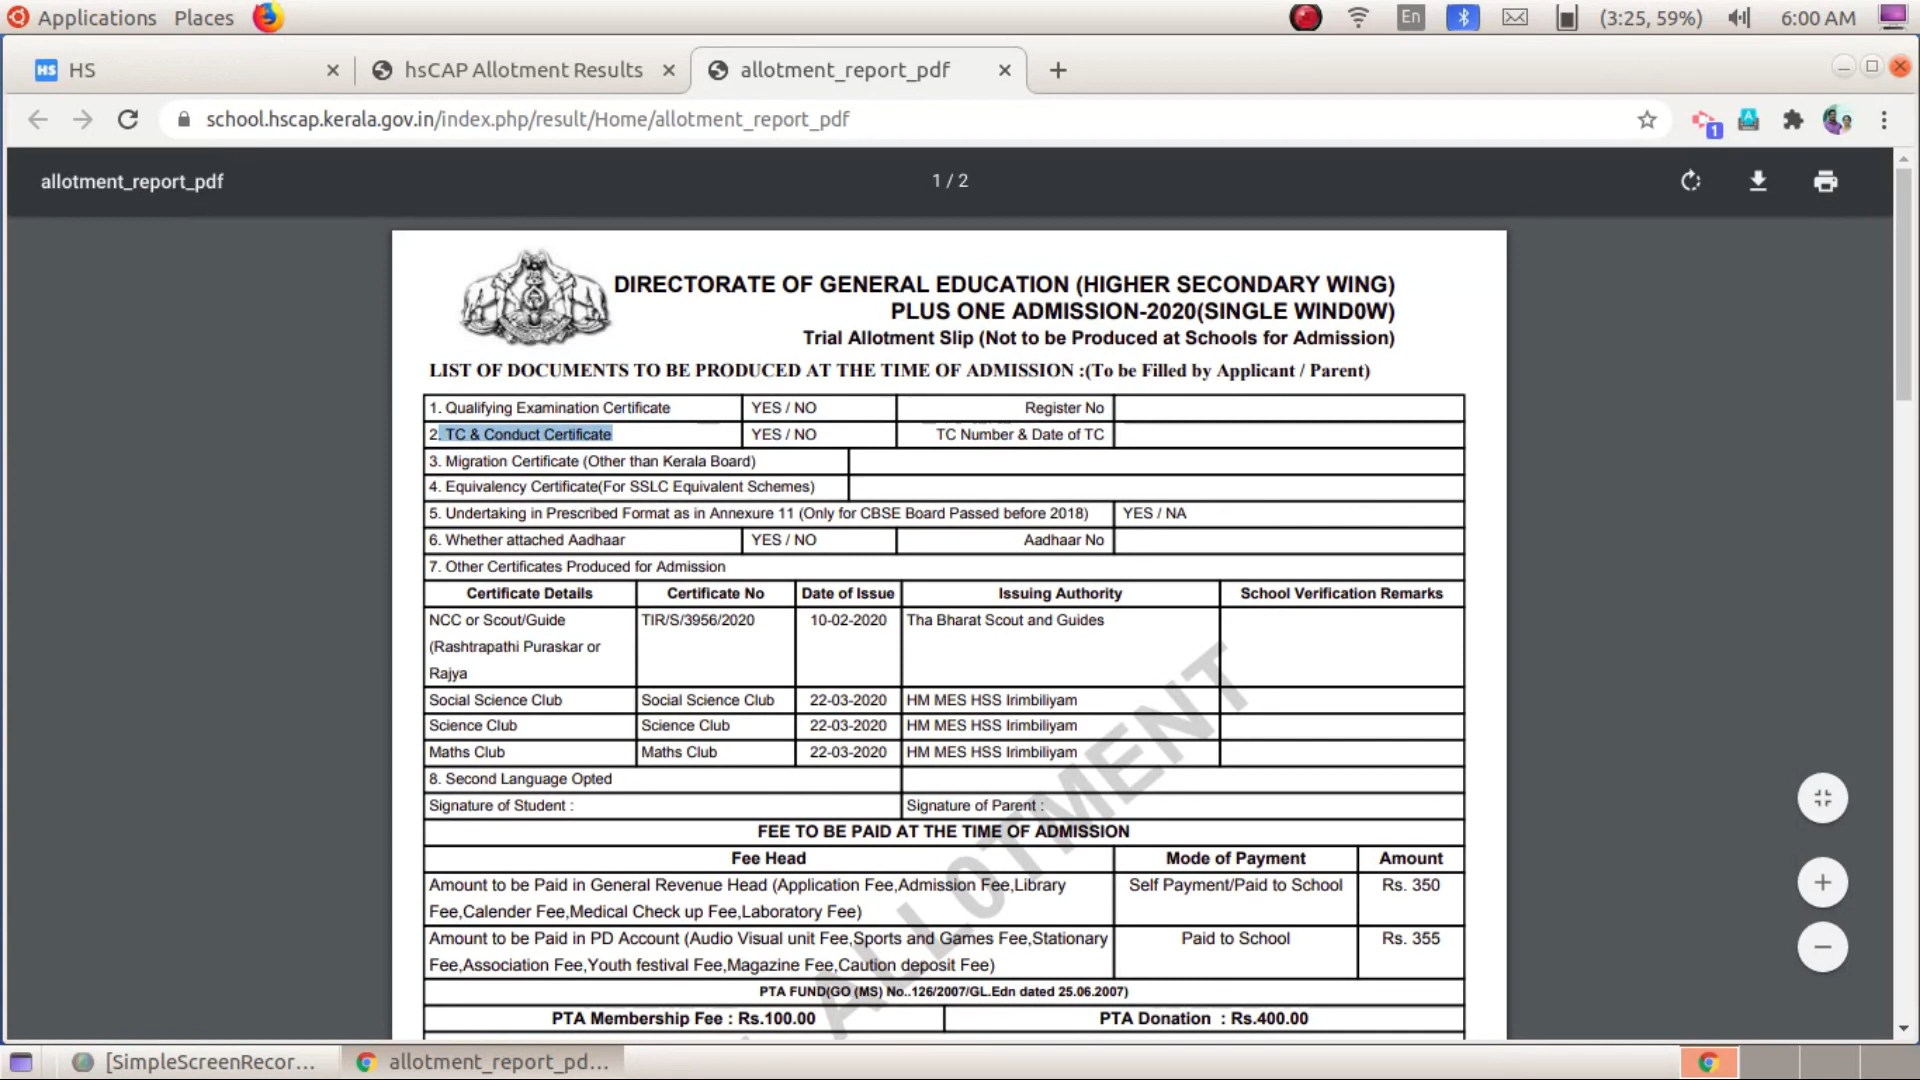 Applications Places En (3:25, 59%) 6:00 AM
HS HS hsCAP Allotment Results allotment_report_pdf
school.hscap.kerala.gov.in/index.php/result/Home/allotment_report_pdf 1
allotment_report_pdf 1 / 2
DIRECTORATE OF GENERAL EDUCATION (HIGHER SECONDARY WING)
PLUS ONE ADMISSION-2020(SINGLE WIND0W)
Trial Allotment Slip (Not to be Produced at Schools for Admission)
LIST OF DOCUMENTS TO BE PRODUCED AT THE TIME OF ADMISSION :(To be Filled by Applicant / Parent)
1. Qualifying Examination Certificate YES / NO Register No
2. TC & Conduct Certificate YES / NO TC Number & Date of TC
3. Migration Certificate (Other than Kerala Board)
4. Equivalency Certificate(For SSLC Equivalent Schemes)
5. Undertaking in Prescribed Format as in Annexure 11 (Only for CBSE Board Passed before 2018) YES / NA
6. Whether attached Aadhaar YES / NO Aadhaar No
7. Other Certificates Produced for Admission
Certificate Details Certificate No Date of Issue Issuing Authority School Verification Remarks
NCC or Scout/Guide TIR/S/3956/2020 10-02-2020 Tha Bharat Scout and Guides
(Rashtrapathi Puraskar or
Rajya
Social Science Club Social Science Club 22-03-2020 HM MES HSS Irimbiliyam
Science Club Science Club 22-03-2020 HM MES HSS Irimbiliyam
Maths Club Maths Club 22-03-2020 HM MES HSS Irimbiliyam
8. Second Language Opted
Signature of Student : Signature of Parent :
FEE TO BE PAID AT THE TIME OF ADMISSION
Fee Head Mode of Payment Amount
Amount to be Paid in General Revenue Head (Application Fee,Admission Fee,Library Self Payment/Paid to School Rs. 350
Fee,Calender Fee,Medical Check up Fee,Laboratory Fee)
Amount to be Paid in PD Account (Audio Visual unit Fee,Sports and Games Fee,Stationary Paid to School Rs. 355
Fee,Association Fee,Youth festival Fee,Magazine Fee,Caution deposit Fee)
PTA FUND(GO (MS) No..126/2007/GL.Edn dated 25.06.2007)
PTA Membership Fee : Rs.100.00 PTA Donation : Rs.400.00
ALL0TMENT
[SimpleScreenRecor... allotment_report_pd...